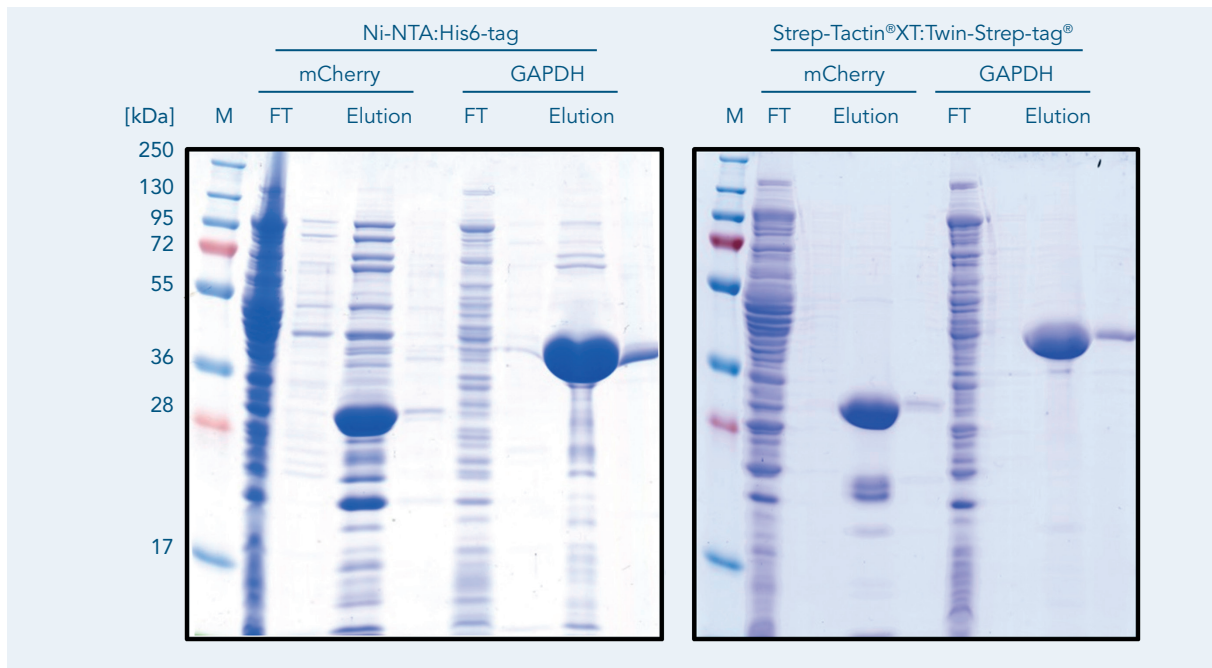 Ni-NTA:His6-tag
Strep-Tactin®XT:Twin-Strep-tag®
mCherry
GAPDH
mCherry
GAPDH
[kDa]
M
FT
Elution
FT
Elution
M
FT
Elution
FT
Elution
250
130
95
72
55
36
28
17